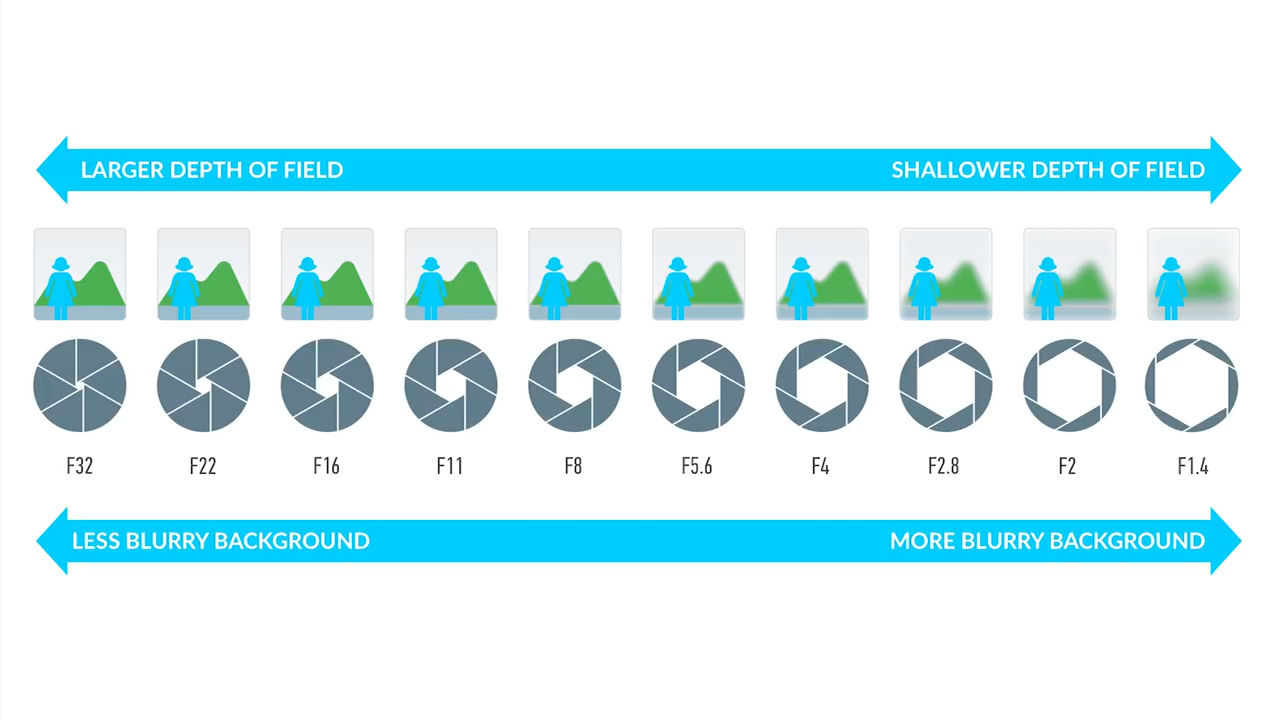 LARGER DEPTH OF FIELD
SHALLOWER DEPTH OF FIELD
F32 F22 F16 F11 F8 F5.6 F4 F2.8 F2 F1.4
LESS BLURRY BACKGROUND
MORE BLURRY BACKGROUND